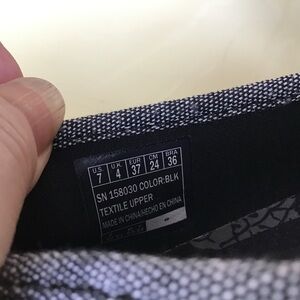 US UK EUR CM BRA
7 4 37 24 36
SN 158030 COLOR:BLK
TEXTILE UPPER
MADE IN CHINA/HECHO EN CHINA